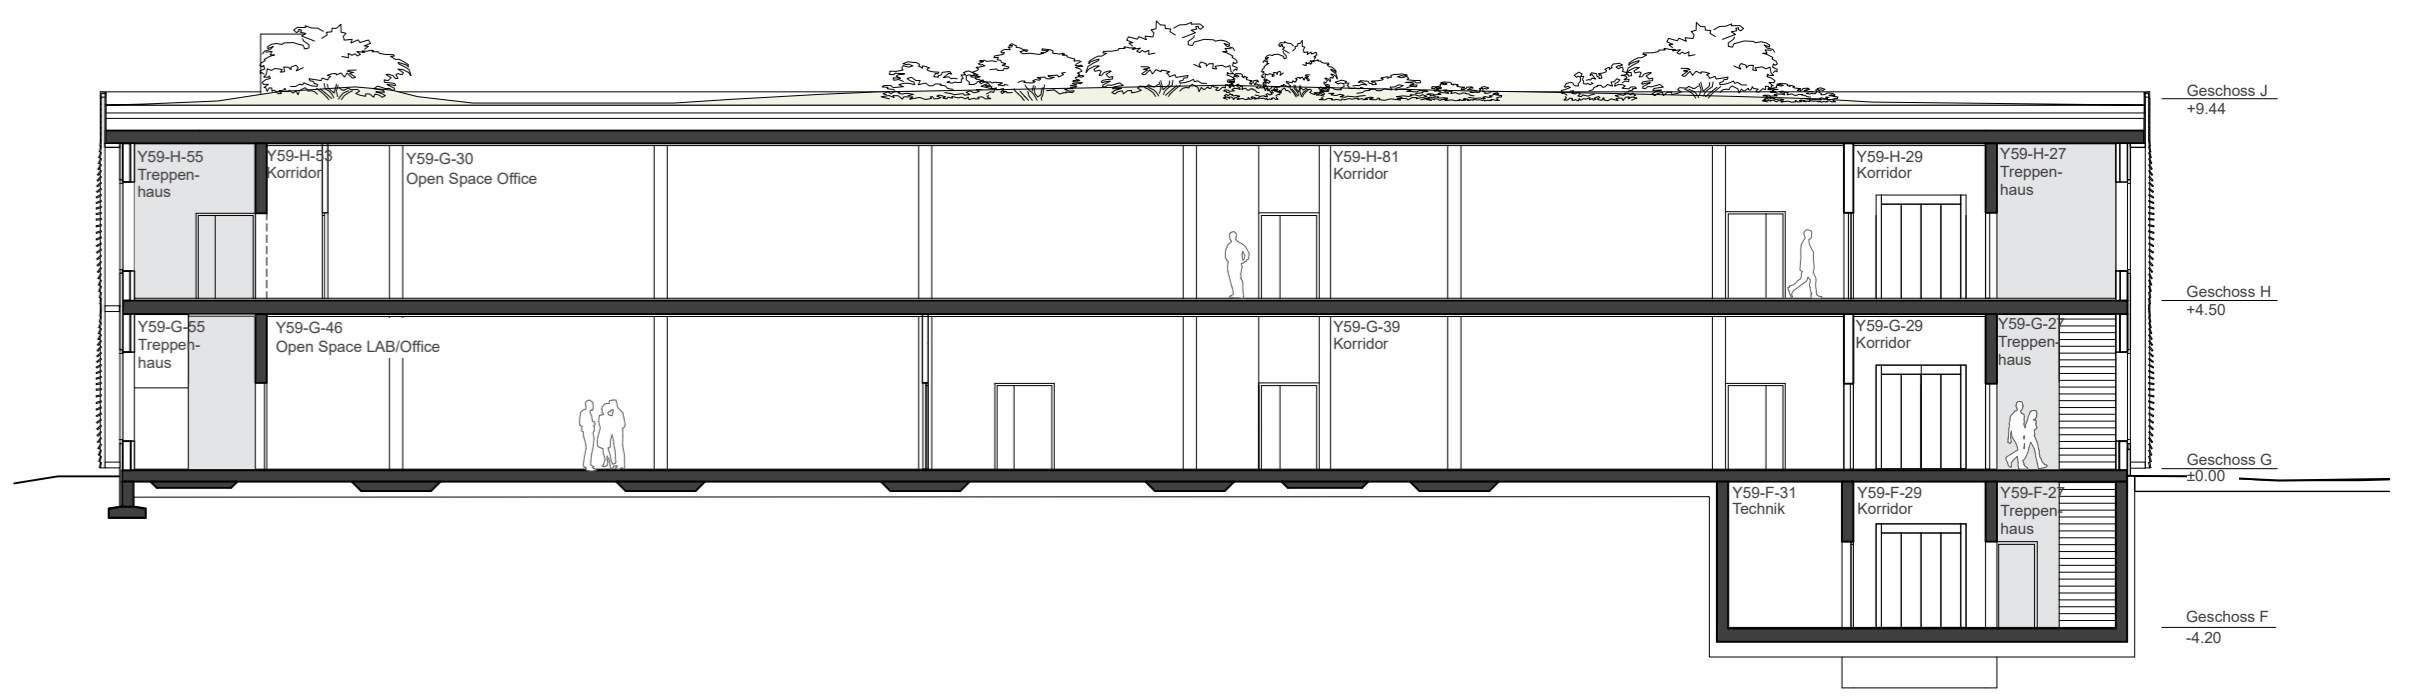 Geschoss J
+9.44
Y59-H-55
Treppen-
haus
Y59-H-53
Korridor
Y59-G-30
Open Space Office
Y59-H-81
Korridor
Y59-H-29
Korridor
Y59-H-27
Treppen-
haus
Geschoss H
+4.50
Y59-G-55
Treppen-
haus
Y59-G-46
Open Space LAB/Office
Y59-G-39
Korridor
Y59-G-29
Korridor
Y59-G-27
Treppen-
haus
Geschoss G
±0.00
Y59-F-31
Technik
Y59-F-29
Korridor
Y59-F-27
Treppen-
haus
Geschoss F
-4.20